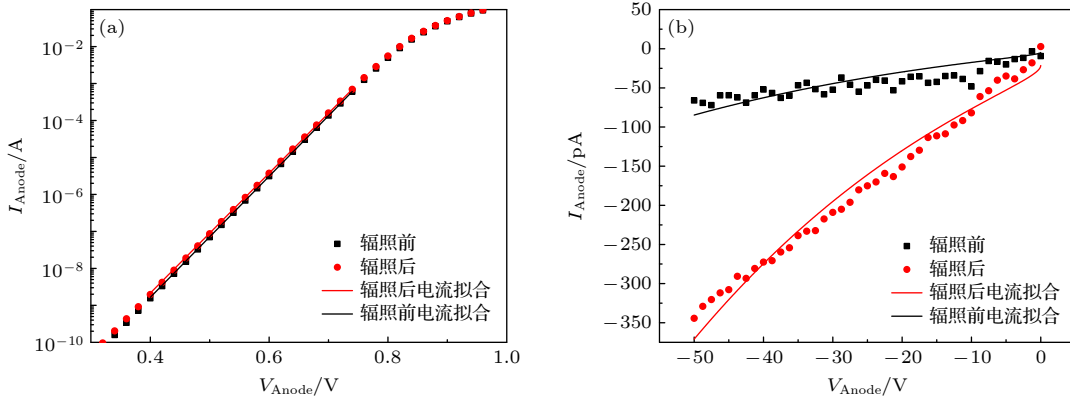 (a)
10⁻²
10⁻⁴
10⁻⁶
10⁻⁸
10⁻¹⁰
I_Anode/A
辐照前
辐照后
辐照后电流拟合
辐照前电流拟合
0.4 0.6 0.8 1.0
V_Anode/V
(b)
50
0
−50
−100
−150
−200
−250
−300
−350
I_Anode/pA
辐照前
辐照后
辐照后电流拟合
辐照前电流拟合
−50 −40 −30 −20 −10 0
V_Anode/V